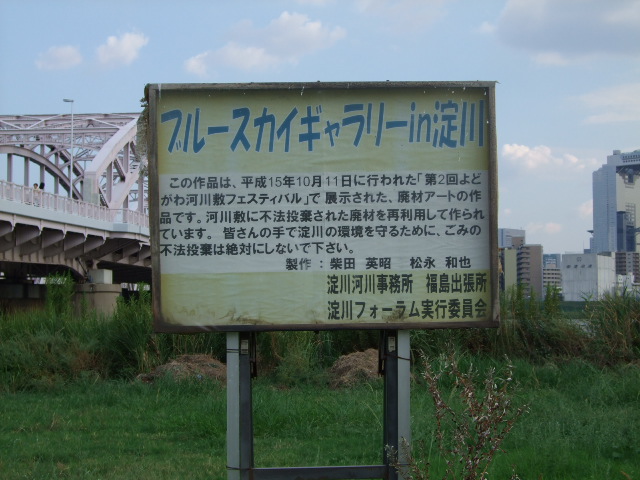 ブルースカイギャラリーin淀川
この作品は、平成15年10月11日に行われた「第2回よど
がわ河川敷フェスティバル」で展示された、廃材アートの作
品です。河川敷に不法投棄された廃材を再利用して作られ
ています。皆さんの手で淀川の環境を守るために、ごみの
不法投棄は絶対にしないで下さい。
製作：柴田 英昭 松永 和也
淀川河川事務所 福島出張所
淀川フォーラム実行委員会